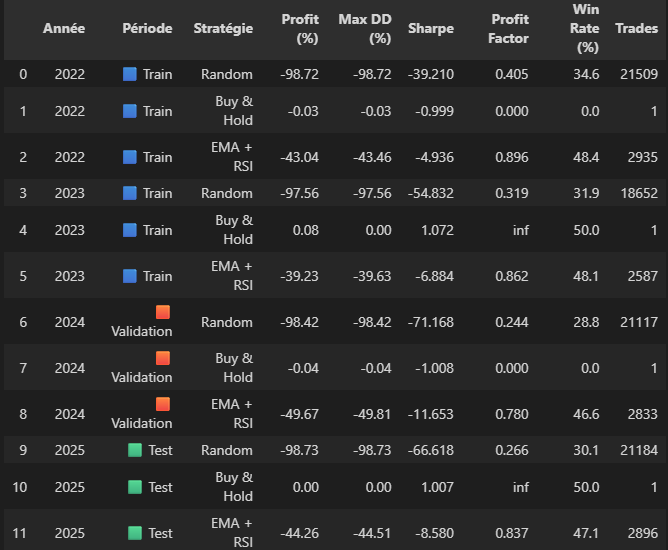 Année Période Stratégie Profit (%) Max DD (%) Sharpe Profit Factor Win Rate (%) Trades
0 2022 Train Random -98.72 -98.72 -39.210 0.405 34.6 21509
1 2022 Train Buy & Hold -0.03 -0.03 -0.999 0.000 0.0 1
2 2022 Train EMA + RSI -43.04 -43.46 -4.936 0.896 48.4 2935
3 2023 Train Random -97.56 -97.56 -54.832 0.319 31.9 18652
4 2023 Train Buy & Hold 0.08 0.00 1.072 inf 50.0 1
5 2023 Train EMA + RSI -39.23 -39.63 -6.884 0.862 48.1 2587
6 2024 Validation Random -98.42 -98.42 -71.168 0.244 28.8 21117
7 2024 Validation Buy & Hold -0.04 -0.04 -1.008 0.000 0.0 1
8 2024 Validation EMA + RSI -49.67 -49.81 -11.653 0.780 46.6 2833
9 2025 Test Random -98.73 -98.73 -66.618 0.266 30.1 21184
10 2025 Test Buy & Hold 0.00 0.00 1.007 inf 50.0 1
11 2025 Test EMA + RSI -44.26 -44.51 -8.580 0.837 47.1 2896